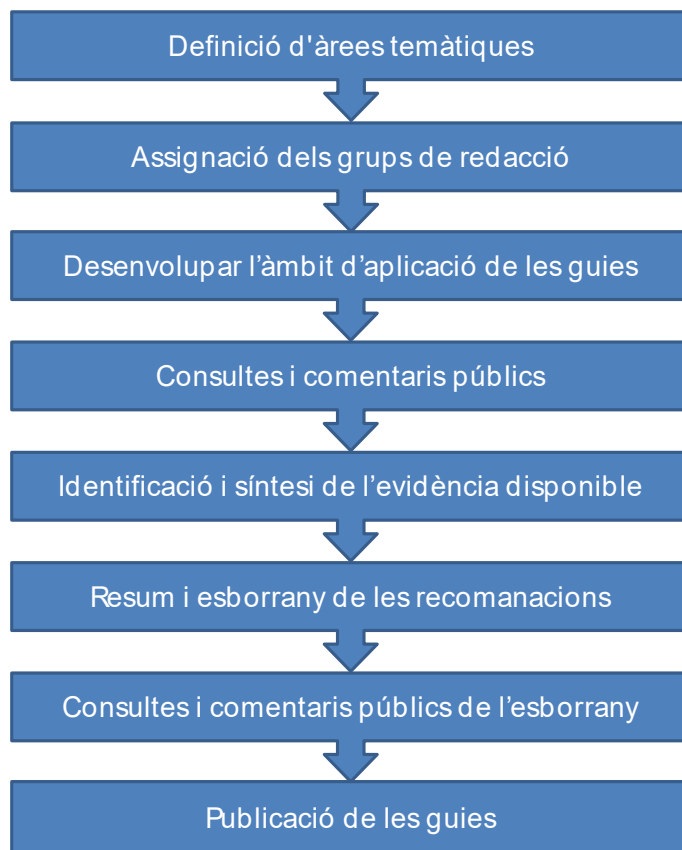 Definició d'àrees temàtiques
Assignació dels grups de redacció
Desenvolupar l’àmbit d’aplicació de les guies
Consultes i comentaris públics
Identificació i síntesi de l’evidència disponible
Resum i esborrany de les recomanacions
Consultes i comentaris públics de l’esborrany
Publicació de les guies